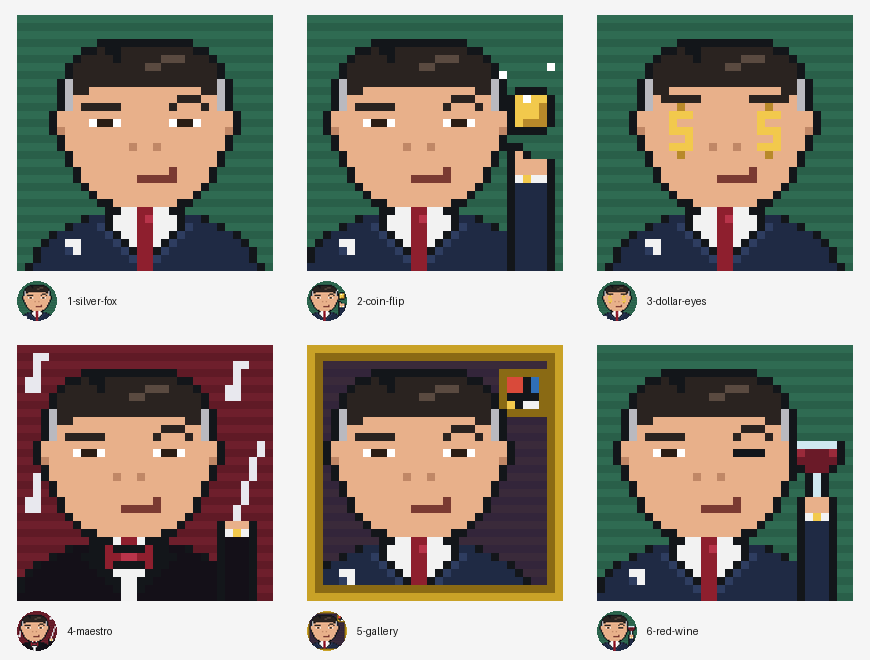 1-silver-fox
2-coin-flip
3-dollar-eyes
4-maestro
5-gallery
6-red-wine